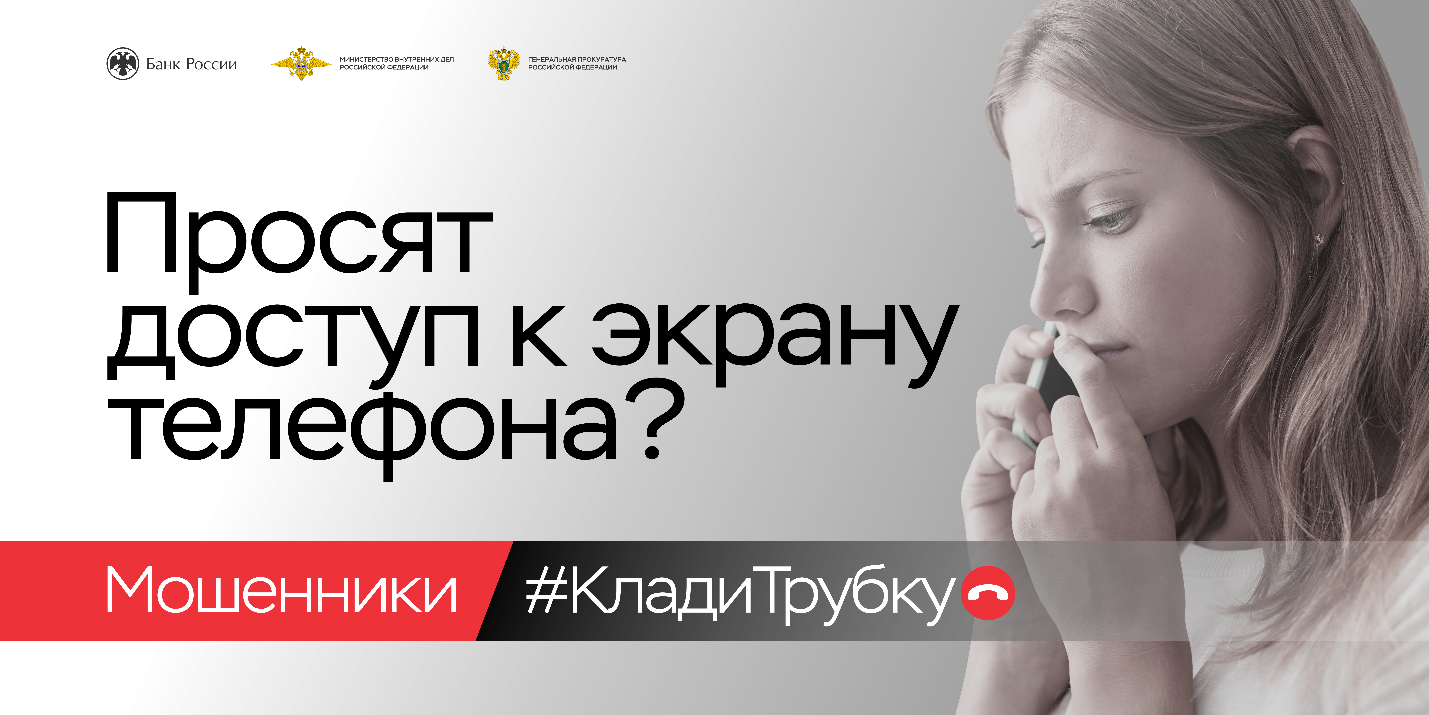 Банк России
МИНИСТЕРСТВО ВНУТРЕННИХ ДЕЛ
РОССИЙСКОЙ ФЕДЕРАЦИИ
ГЕНЕРАЛЬНАЯ ПРОКУРАТУРА
РОССИЙСКОЙ ФЕДЕРАЦИИ
Просят
доступ к экрану
телефона?
Мошенники #КладиТрубку